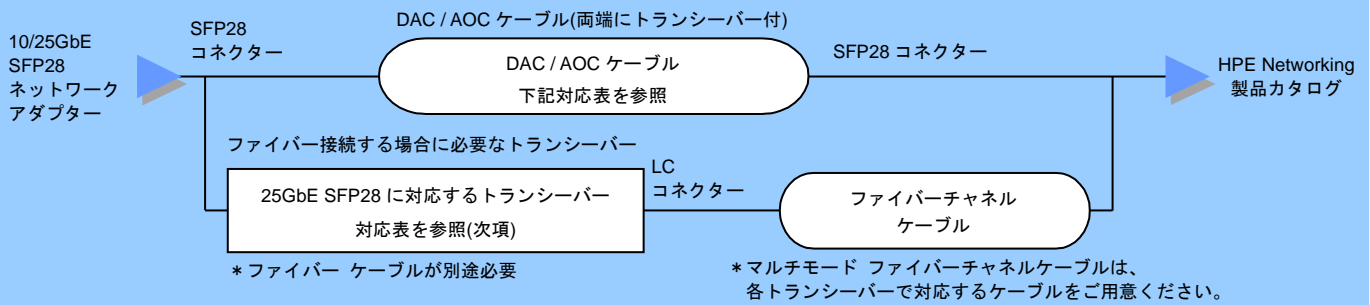 10/25GbE
SFP28
ネットワーク
アダプター
SFP28
コネクター
DAC / AOC ケーブル(両端にトランシーバー付)
DAC / AOC ケーブル
下記対応表を参照
SFP28 コネクター
HPE Networking
製品カタログ
ファイバー接続する場合に必要なトランシーバー
25GbE SFP28 に対応するトランシーバー
対応表を参照(次項)
LC
コネクター
ファイバーチャネル
ケーブル
＊ファイバー ケーブルが別途必要
＊マルチモード ファイバーチャネルケーブルは、
各トランシーバーで対応するケーブルをご用意ください。